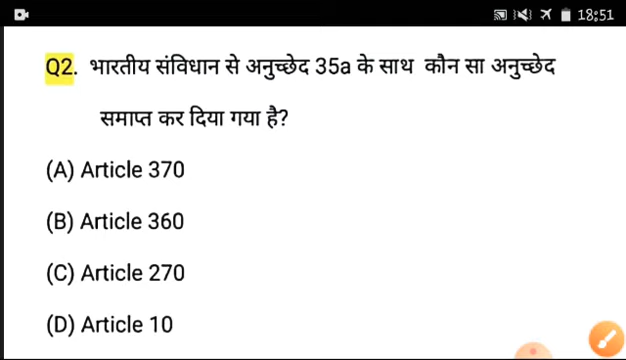 18:51
Q2. भारतीय संविधान से अनुच्छेद 35a के साथ कौन सा अनुच्छेद
समाप्त कर दिया गया है?
(A) Article 370
(B) Article 360
(C) Article 270
(D) Article 10